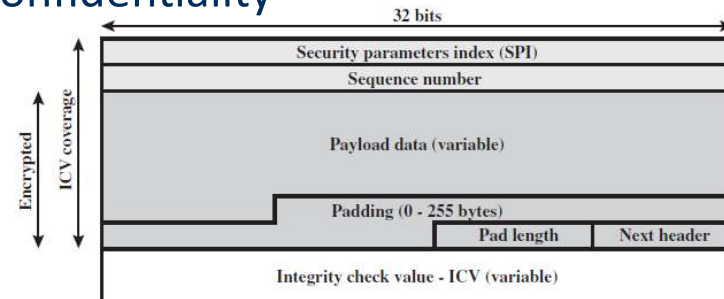 onfidentiality
32 bits
Security parameters index (SPI)
Sequence number
Payload data (variable)
Padding (0 - 255 bytes)
Pad length
Next header
Integrity check value - ICV (variable)
Encrypted
ICV coverage